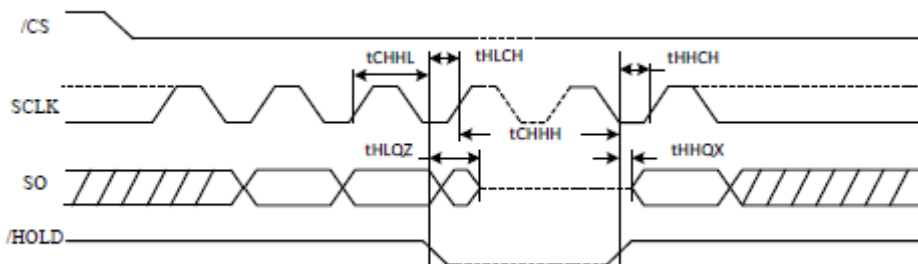 /CS
tCHHL tHLCH tHHCH
SCLK
tCHHH
tHLQZ tHHQX
SO
/HOLD